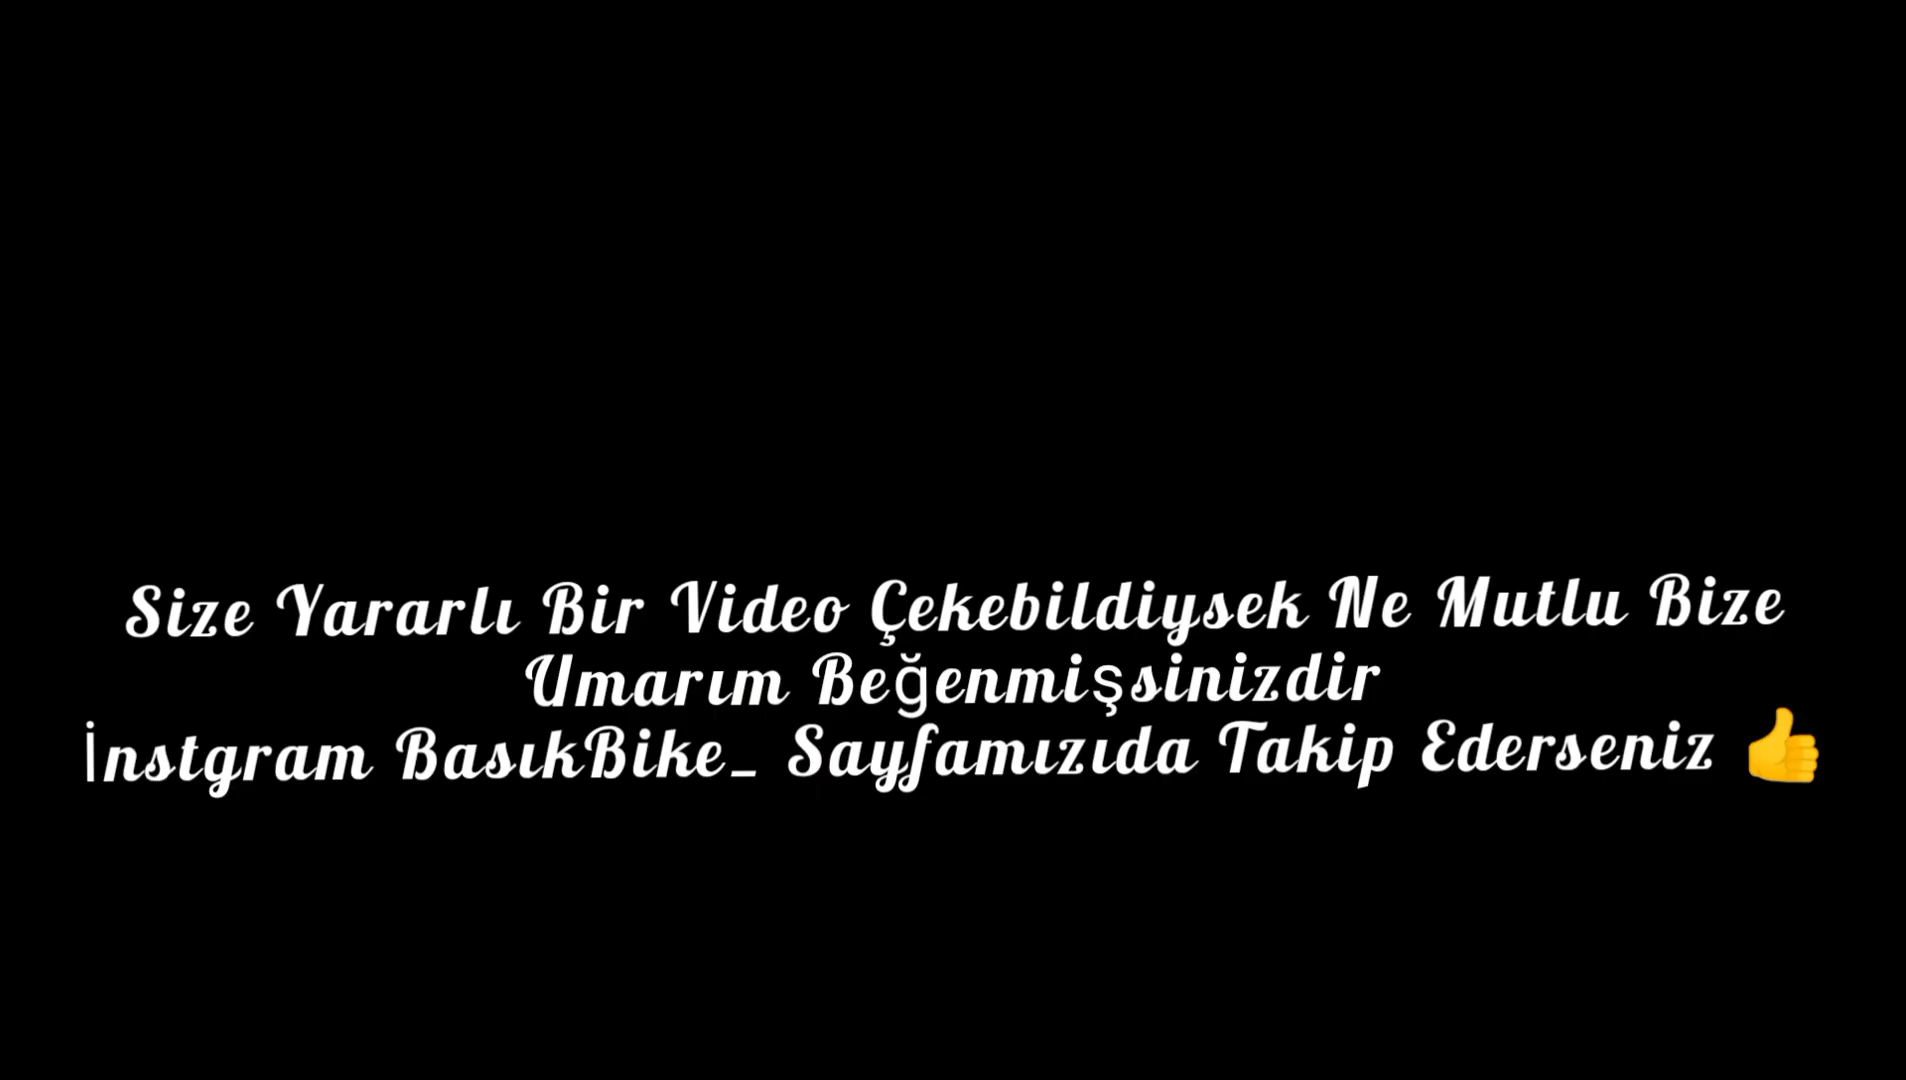 Size Yararlı Bir Video Çekebildiysek Ne Mutlu Bize
Umarım Beğenmişsinizdir
İnstgram BasıkBike_ Sayfamızıda Takip Ederseniz 👍